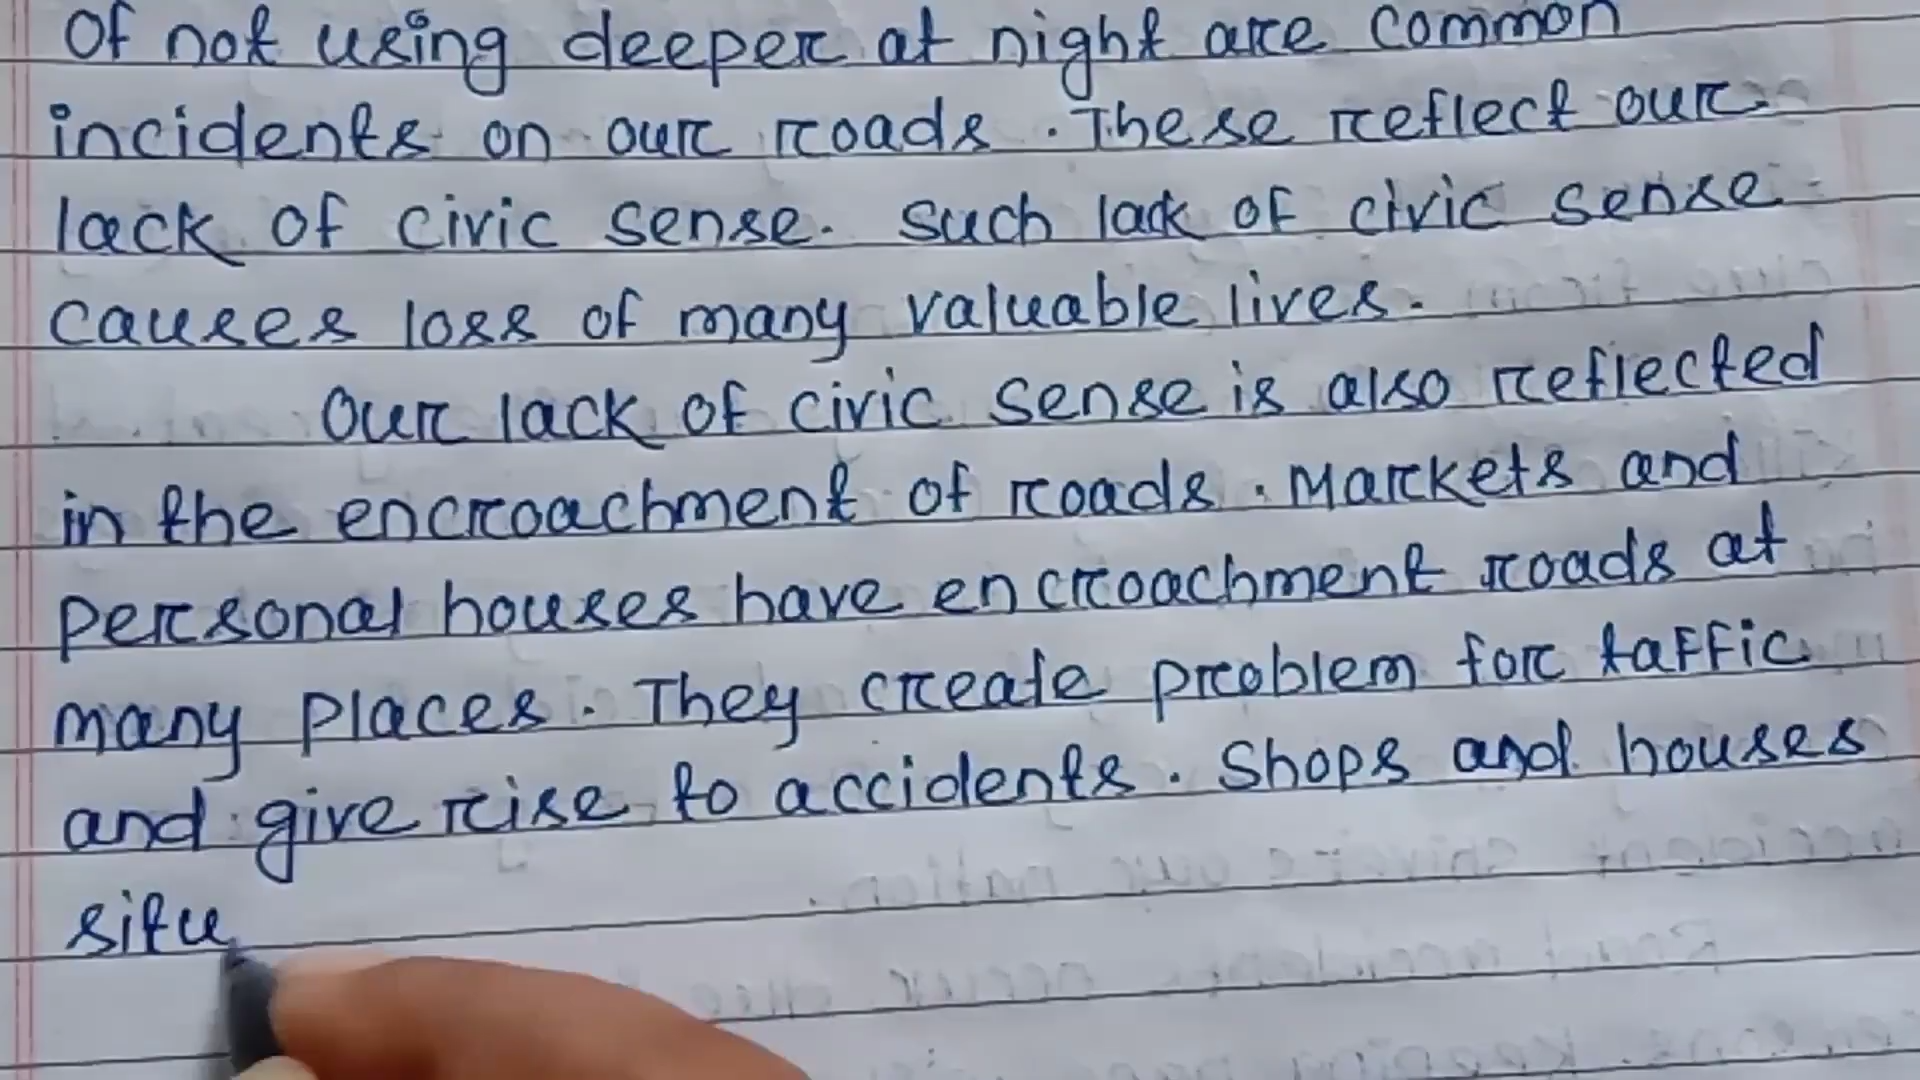 Of not using deeper at night are common
incidents on our roads. These reflect our
lack of civic sense. Such lack of civic sense
causes loss of many valuable lives.
Our lack of civic sense is also reflected
in the encroachment of roads. Markets and
personal houses have encroachment roads at
many places. They create problem for taffic
and give rise to accidents. Shops and houses
situ